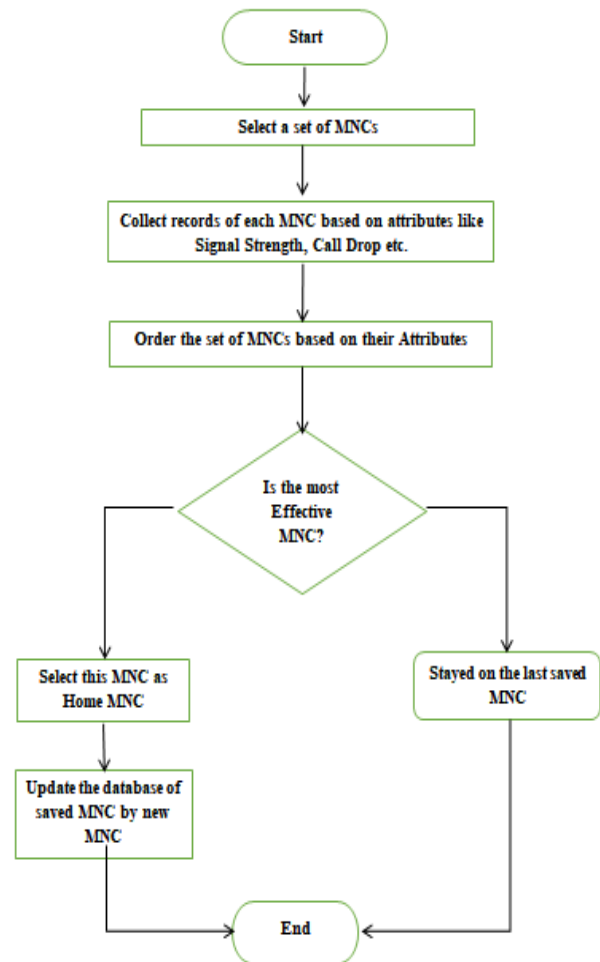 Start
Select a set of MNCs
Collect records of each MNC based on attributes like
Signal Strength, Call Drop etc.
Order the set of MNCs based on their Attributes
Is the most
Effective
MNC?
Select this MNC as
Home MNC
Stayed on the last saved
MNC
Update the database of
saved MNC by new
MNC
End